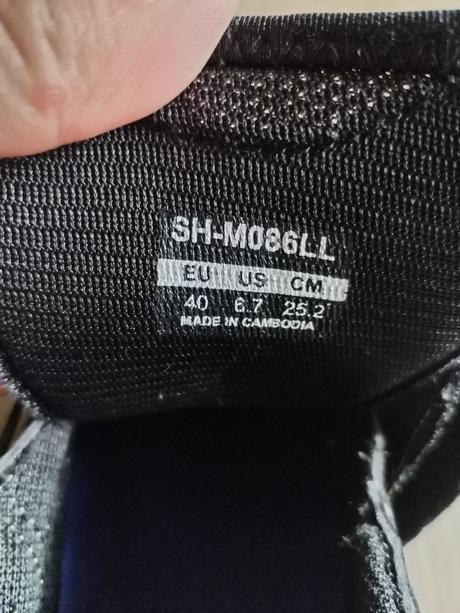 SH-M086LL
EU US CM
40 6.7 25.2
MADE IN CAMBODIA